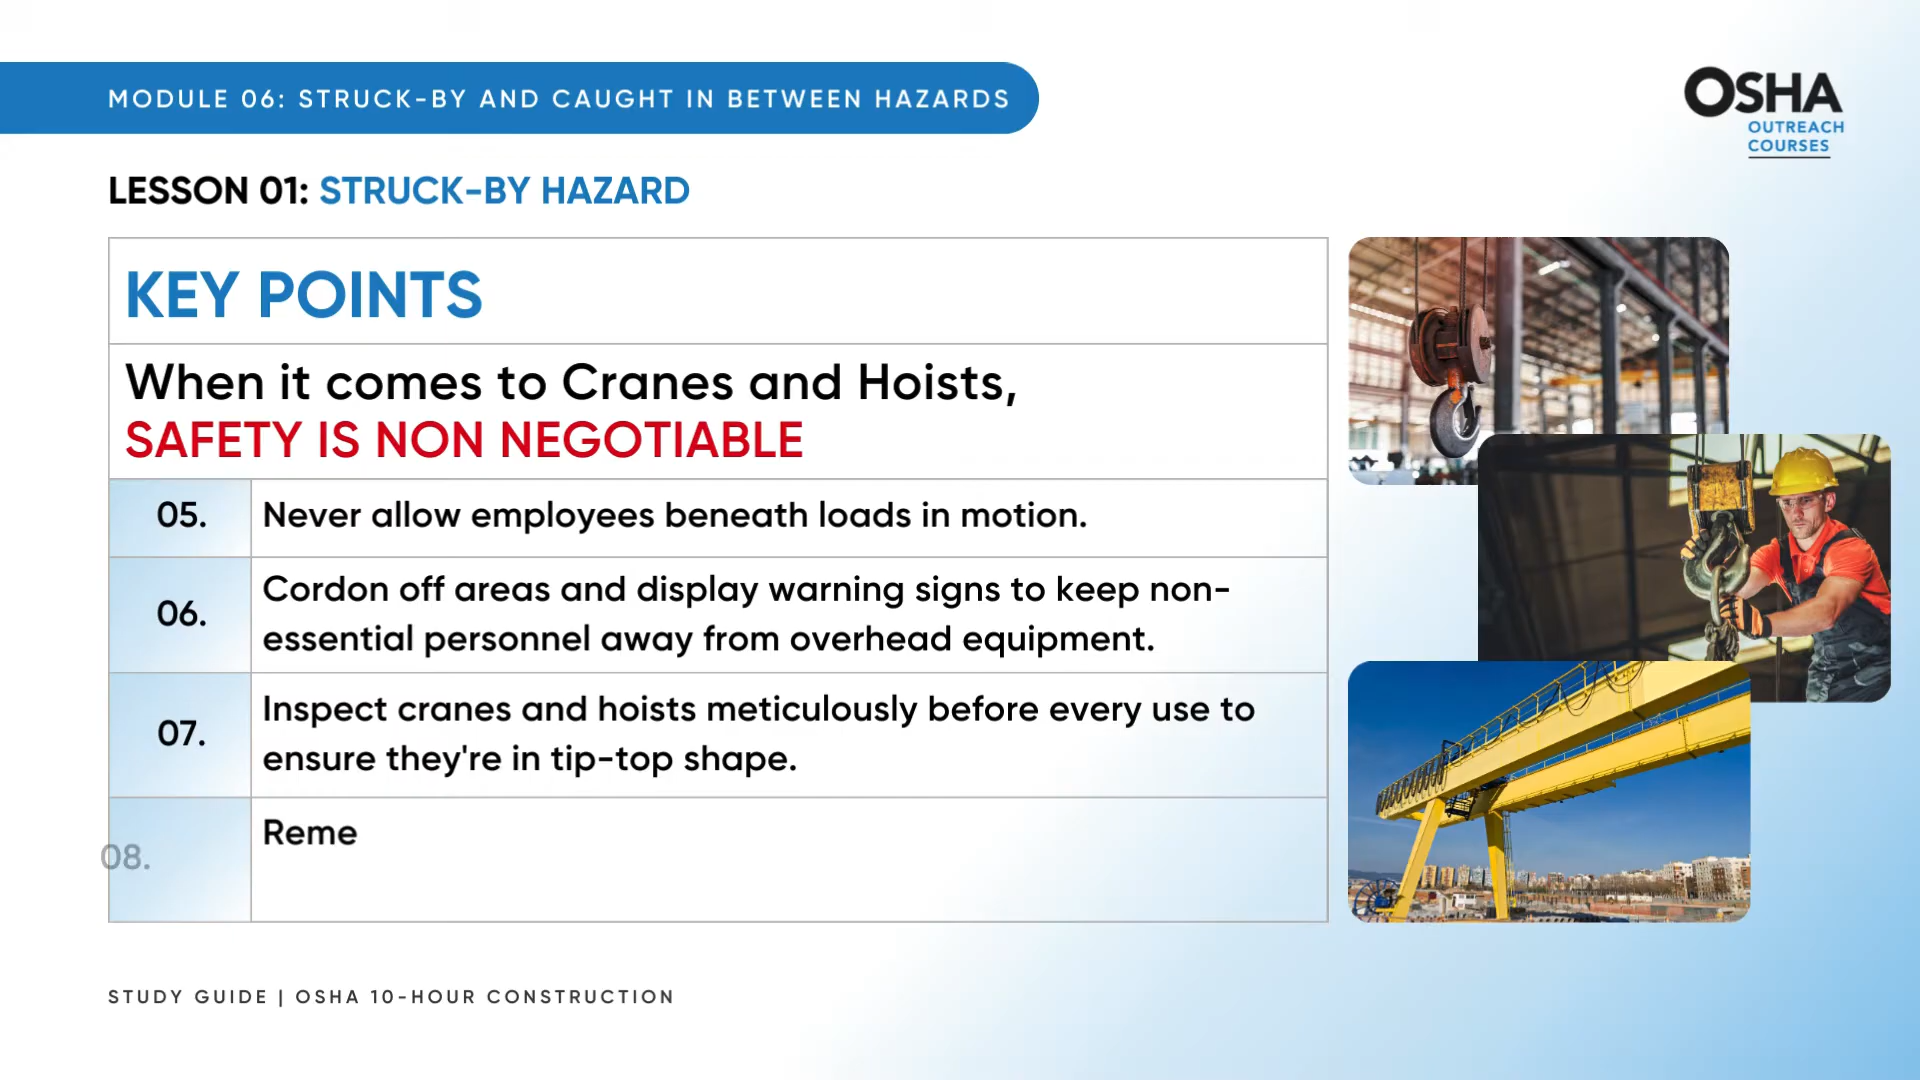 MODULE 06: STRUCK-BY AND CAUGHT IN BETWEEN HAZARDS
OSHA
OUTREACH
COURSES
LESSON 01: STRUCK-BY HAZARD
KEY POINTS
When it comes to Cranes and Hoists,
SAFETY IS NON NEGOTIABLE
05. Never allow employees beneath loads in motion.
06. Cordon off areas and display warning signs to keep non-
essential personnel away from overhead equipment.
07. Inspect cranes and hoists meticulously before every use to
ensure they're in tip-top shape.
08. Reme
STUDY GUIDE | OSHA 10-HOUR CONSTRUCTION